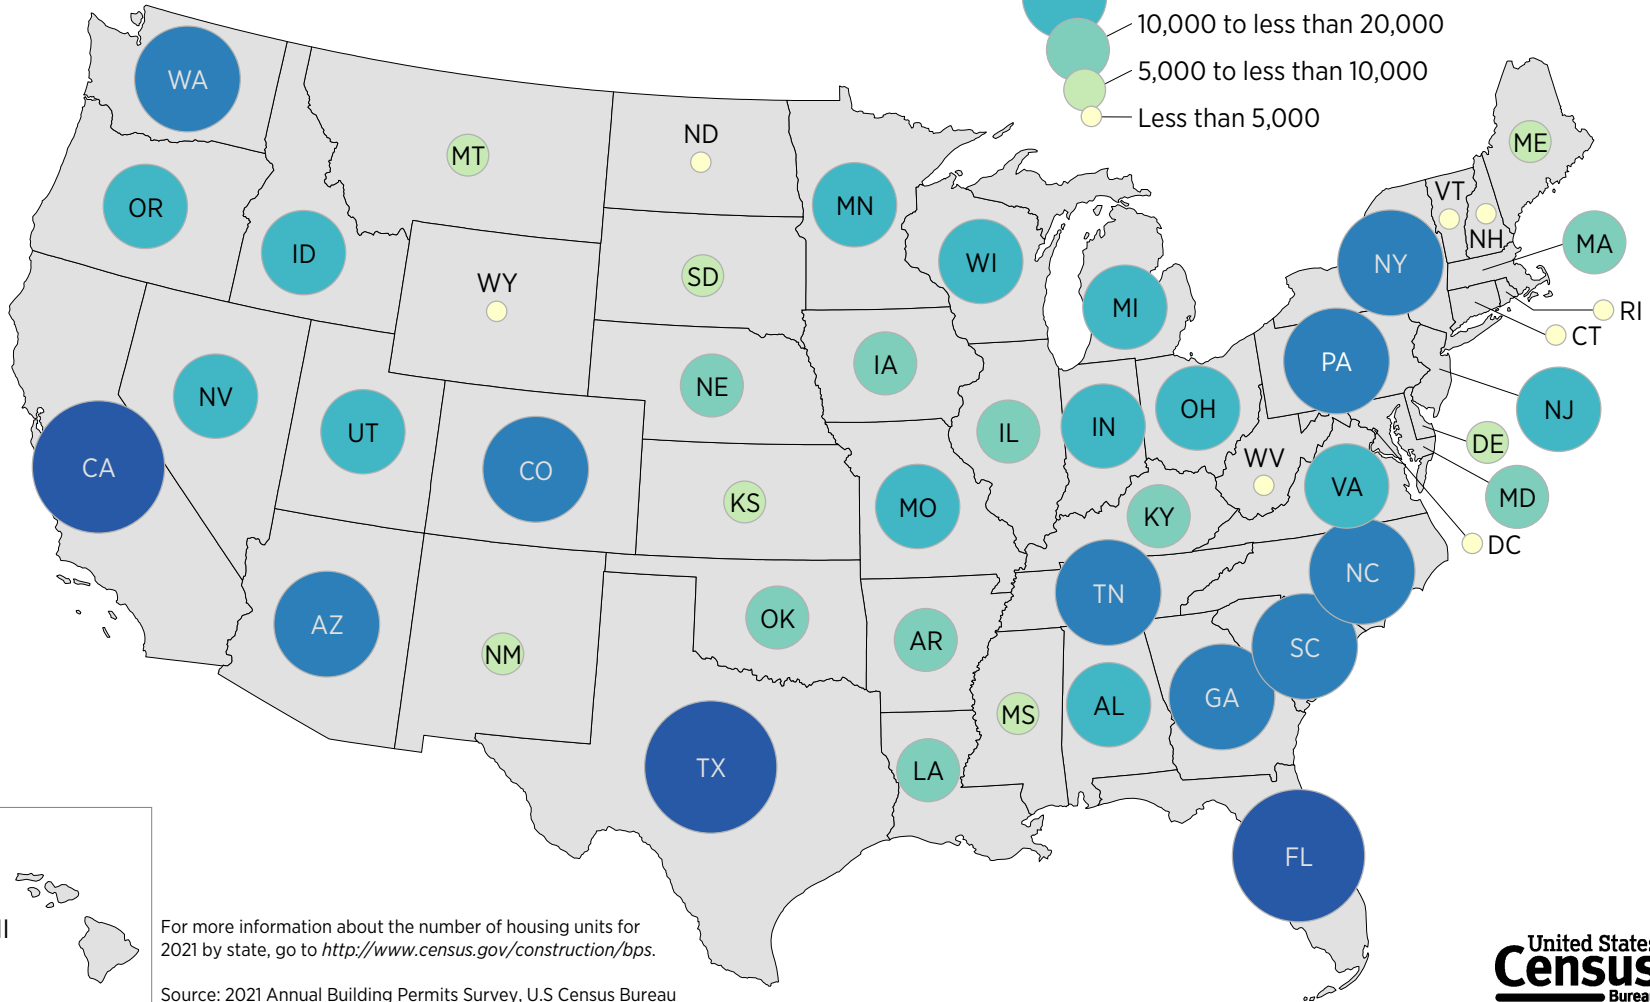 10,000 to less than 20,000
5,000 to less than 10,000
Less than 5,000
WA
MT
ND
ME
VT
OR
MN
NH
MA
ID
WI
NY
SD
WY
MI
RI
CT
PA
IA
NE
NV
UT
IL
IN
OH
NJ
DE
CA
CO
WV
VA
KS
MO
MD
KY
DC
NC
TN
AZ
OK
AR
SC
NM
GA
AL
MS
TX
LA
FL
For more information about the number of housing units for
2021 by state, go to http://www.census.gov/construction/bps.
Source: 2021 Annual Building Permits Survey, U.S Census Bureau
United States
Census
Bureau